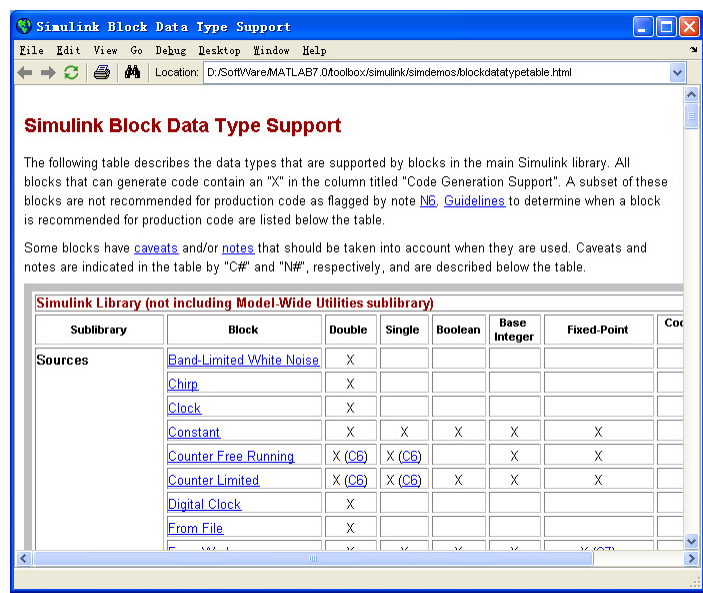 Simulink Block Data Type Support
File Edit View Go Debug Desktop Window Help
Location: D:/SoftWare/MATLAB7.0/toolbox/simulink/simdemos/blockdatatypetable.html
Simulink Block Data Type Support
The following table describes the data types that are supported by blocks in the main Simulink library. All
blocks that can generate code contain an "X" in the column titled "Code Generation Support". A subset of these
blocks are not recommended for production code as flagged by note N6. Guidelines to determine when a block
is recommended for production code are listed below the table.
Some blocks have caveats and/or notes that should be taken into account when they are used. Caveats and
notes are indicated in the table by "C#" and "N#", respectively, and are described below the table.
Simulink Library (not including Model-Wide Utilities sublibrary)
Sublibrary Block Double Single Boolean Base Integer Fixed-Point
Sources Band-Limited White Noise X
Chirp X
Clock X
Constant X X X X X
Counter Free Running X (C6) X (C6) X X
Counter Limited X (C6) X (C6) X X X
Digital Clock X
From File X